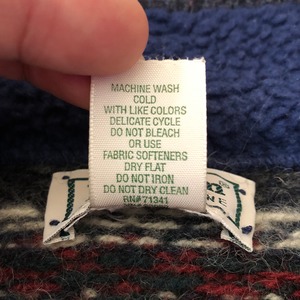 MACHINE WASH
COLD
WITH LIKE COLORS
DELICATE CYCLE
DO NOT BLEACH
OR USE
FABRIC SOFTENERS
DRY FLAT
DO NOT IRON
DO NOT DRY CLEAN
RN#71341